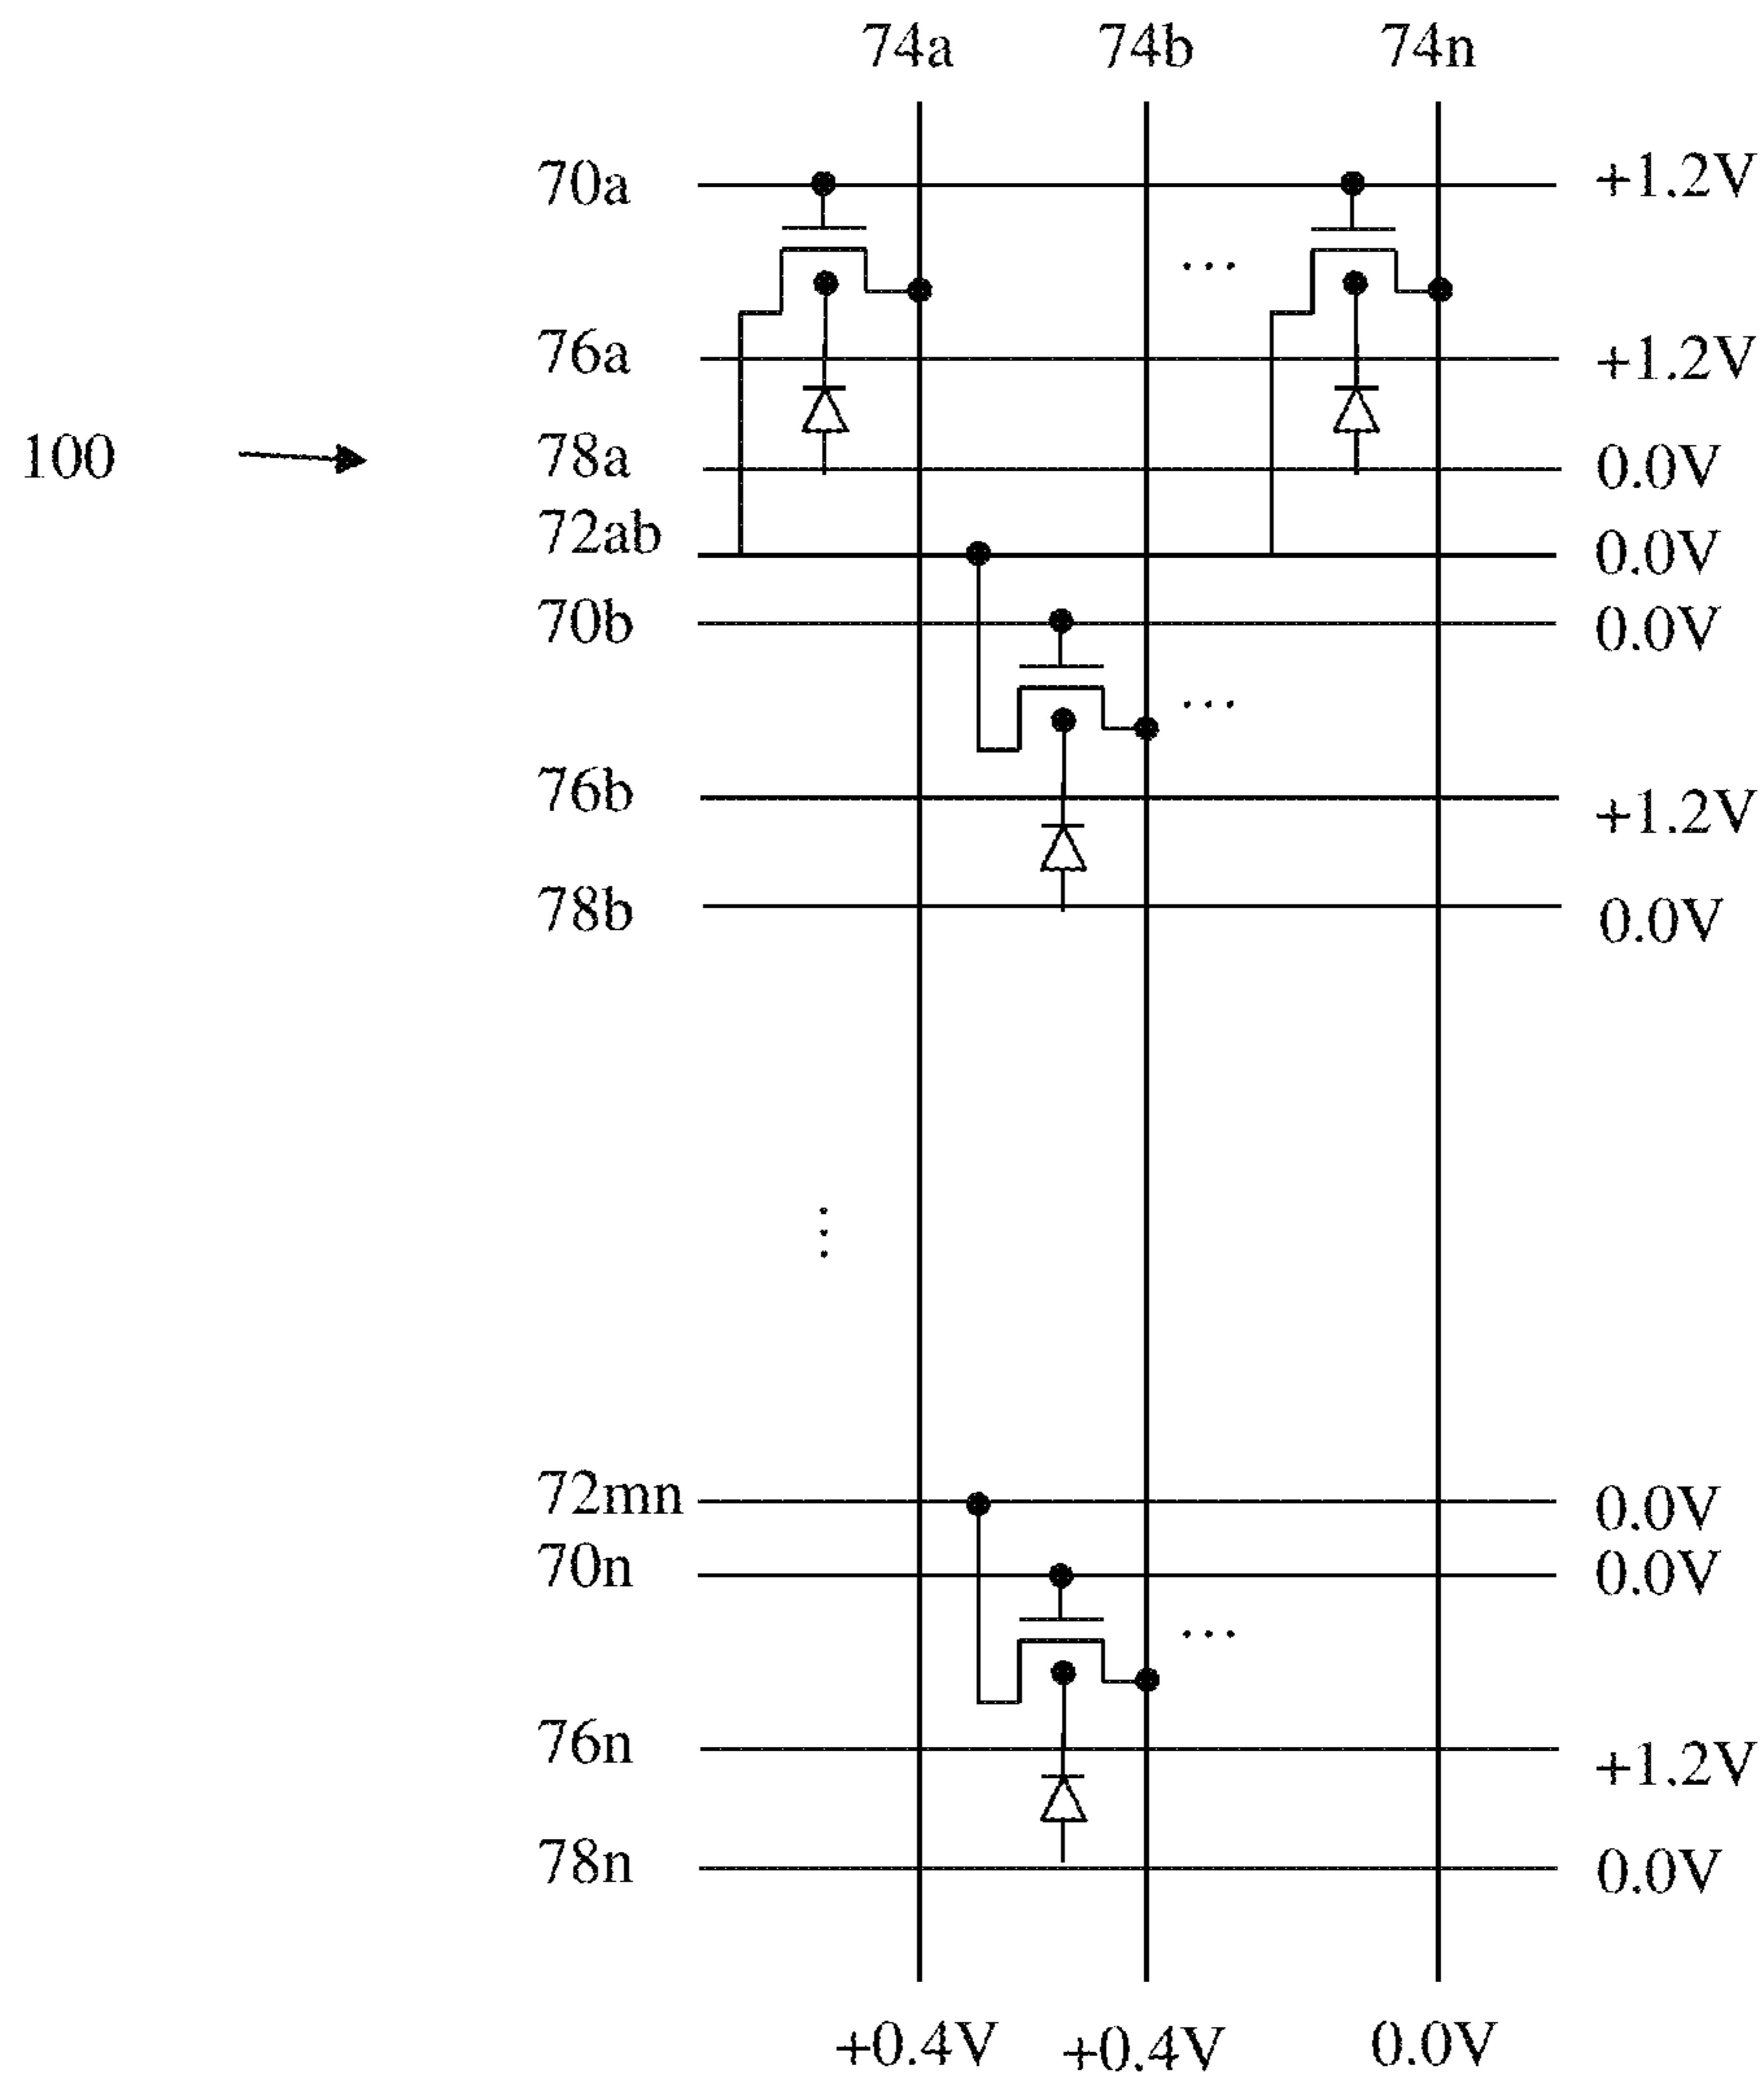 74a 74b 74n
70a +1.2V
...
76a +1.2V
100
78a 0.0V
72ab 0.0V
70b 0.0V
...
76b +1.2V
78b 0.0V
...
72mn 0.0V
70n 0.0V
...
76n +1.2V
78n 0.0V
+0.4V +0.4V 0.0V